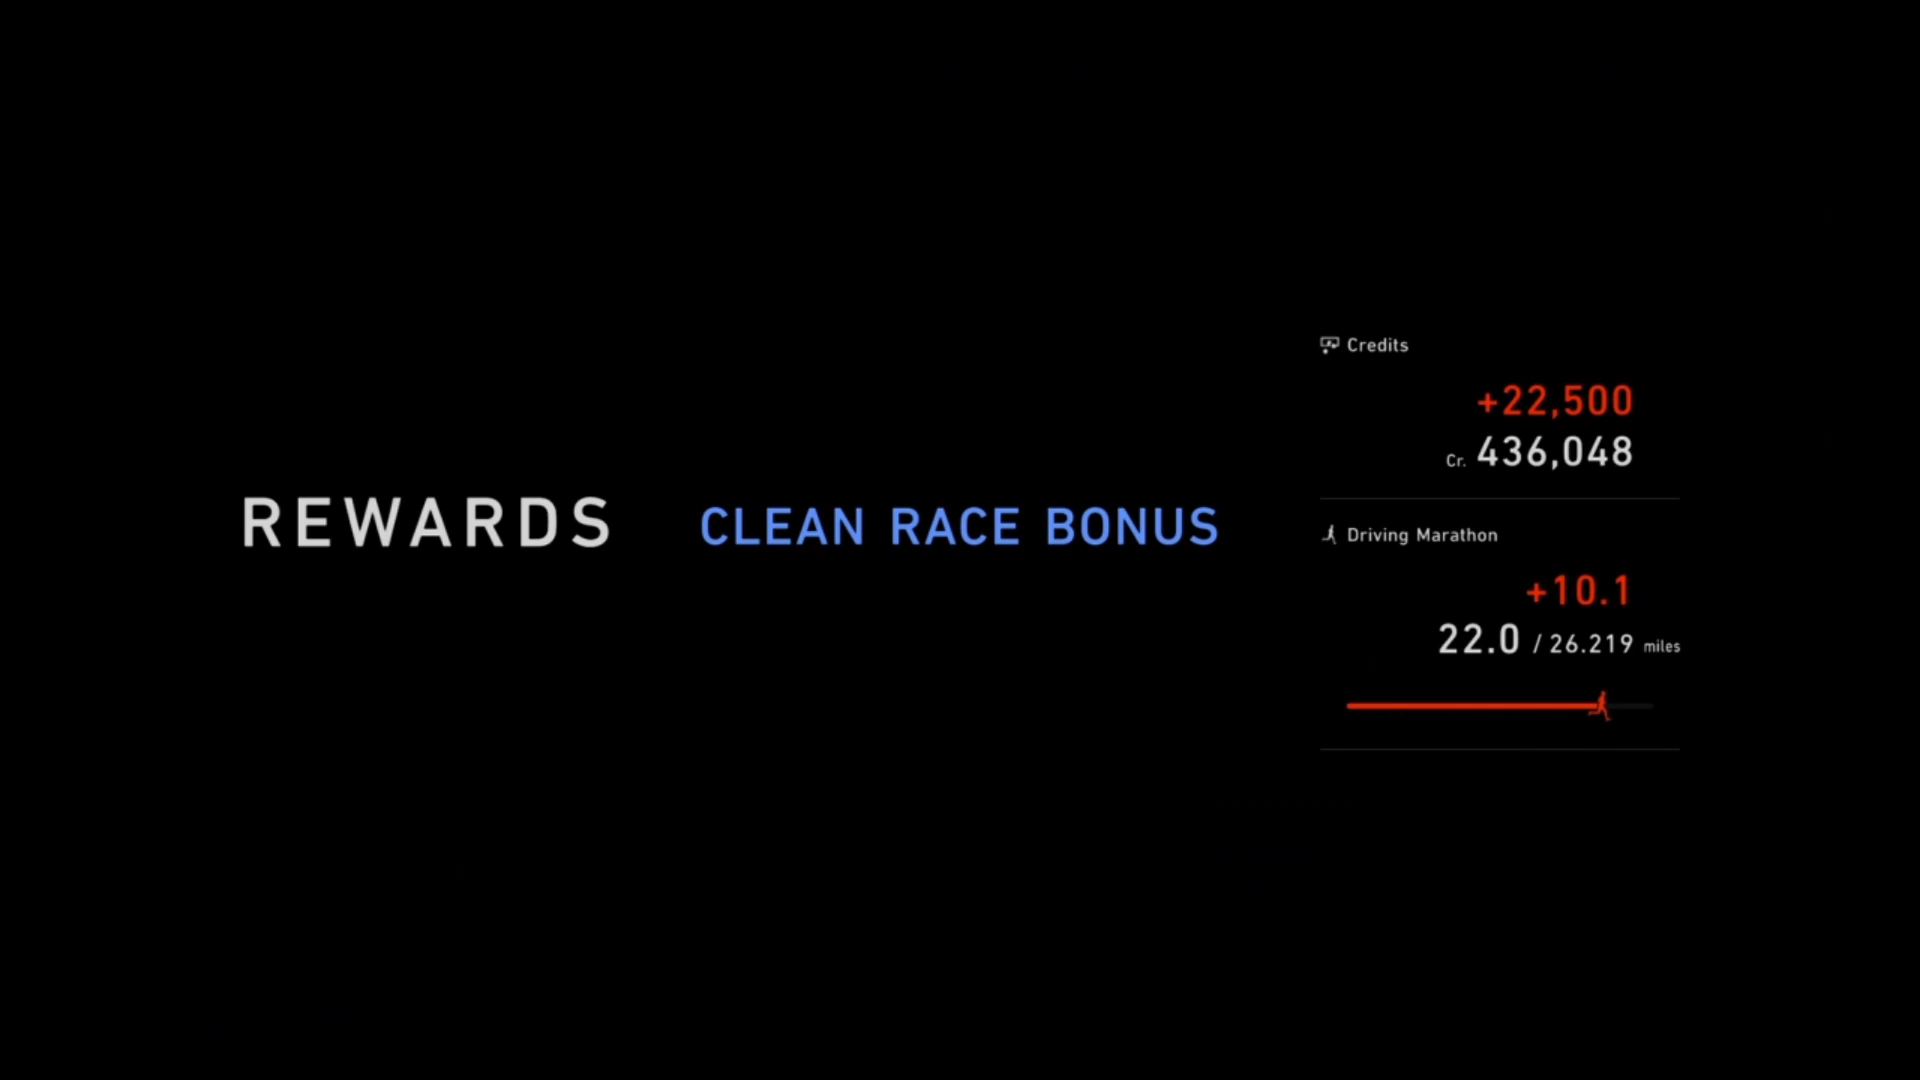 REWARDS
CLEAN RACE BONUS
Credits
+22,500
Cr. 436,048
Driving Marathon
+10.1
22.0 / 26.219 miles